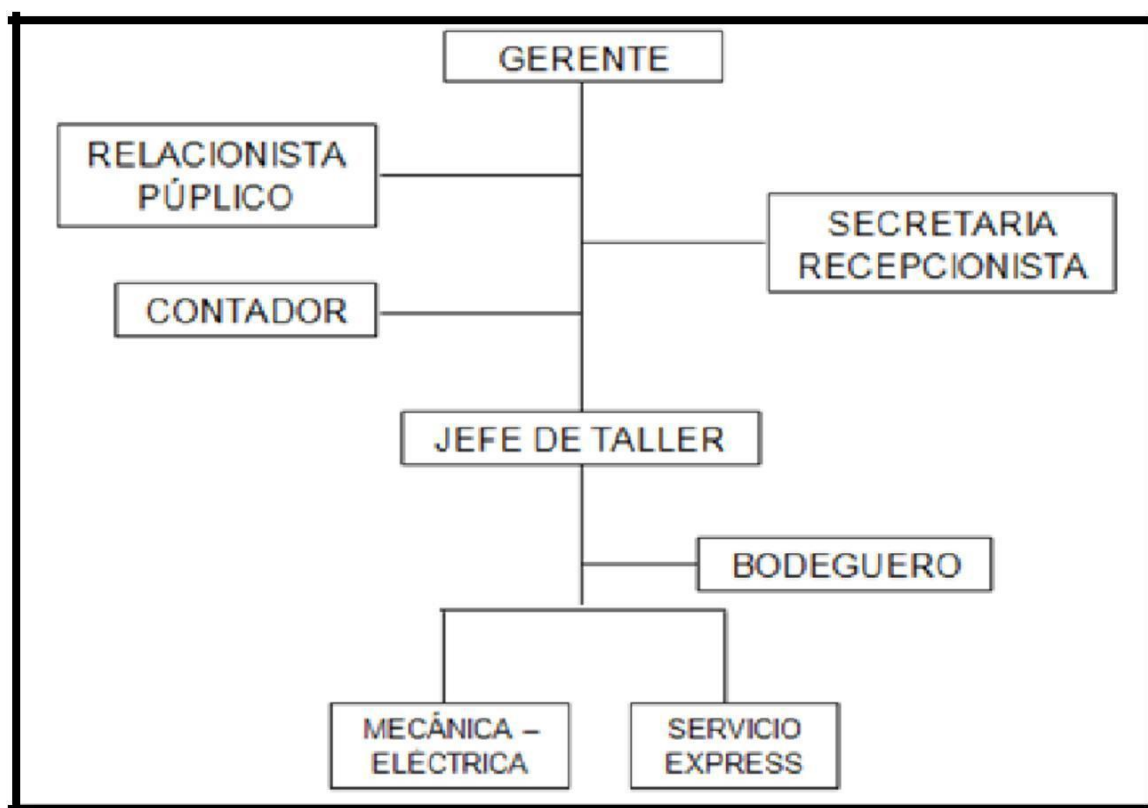 GERENTE
RELACIONISTA
PÚPLICO
SECRETARIA
RECEPCIONISTA
CONTADOR
JEFE DE TALLER
BODEGUERO
MECÁNICA –
ELÉCTRICA
SERVICIO
EXPRESS